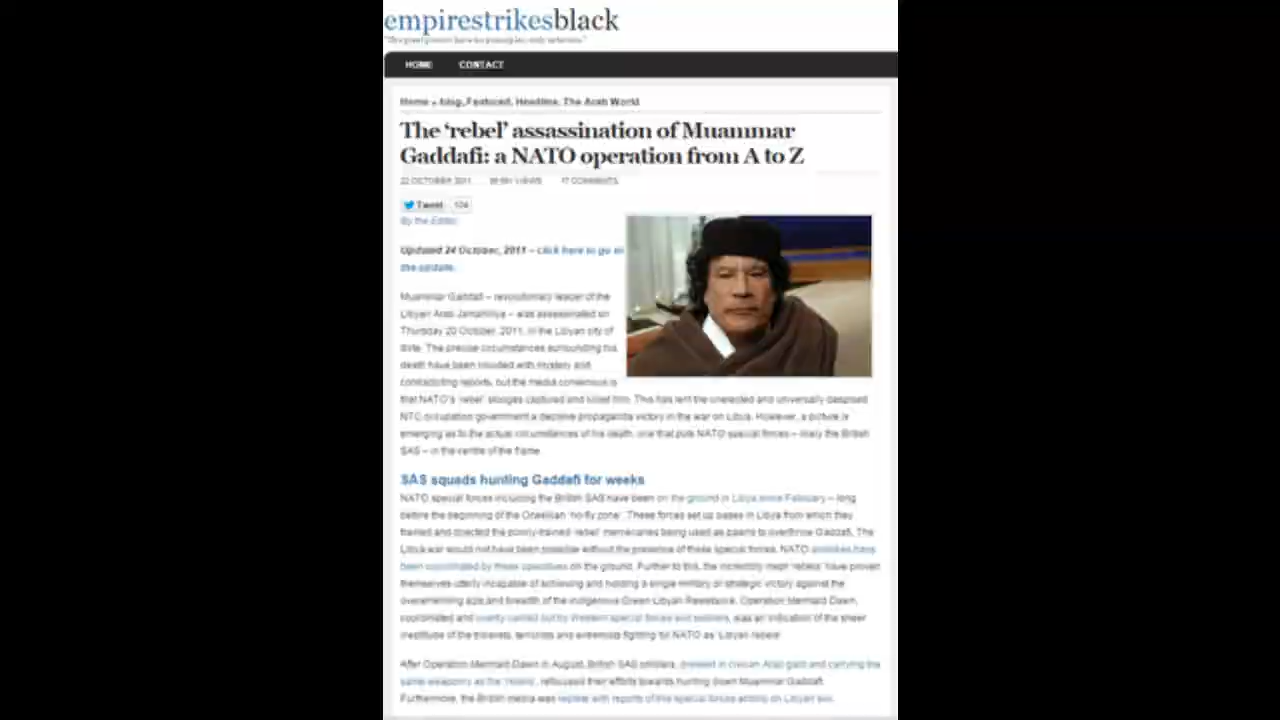 empirestrikesblack
HOME CONTACT
Home » blog, Featured, Headline, The Arab World
The ‘rebel’ assassination of Muammar
Gaddafi: a NATO operation from A to Z
22 OCTOBER 2011 VIEWS 17 COMMENTS
Tweet 104
By the Editor
Updated 24 October, 2011 – click here to go to
the update.
Muammar Gaddafi – revolutionary leader of the
Libyan Arab Jamahiriya – was assassinated on
Thursday 20 October, 2011, in the Libyan city of
Sirte. The precise circumstances surrounding his
death have been clouded with mystery and
contradicting reports, but the media consensus is
that NATO's 'rebel' stooges captured and killed him. This has lent the unelected and universally despised
NTC occupation government a decisive propaganda victory in the war on Libya. However, a picture is
emerging as to the actual circumstances of his death, one that puts NATO special forces – likely the British
SAS – in the centre of the frame.
SAS squads hunting Gaddafi for weeks
NATO special forces including the British SAS have been on the ground in Libya since February – long
before the beginning of the Orwellian 'no-fly zone'. These forces set up bases in Libya from which they
trained and directed the poorly-trained 'rebel' mercenaries being used as pawns to overthrow Gaddafi. The
Libya war would not have been possible without the presence of these special forces. NATO airstrikes have
been coordinated by these operatives on the ground. Further to this, the incredibly inept 'rebels' have proven
themselves utterly incapable of achieving and holding a single military or strategic victory against the
overwhelming size and breadth of the indigenous Green Libyan Resistance. Operation Mermaid Dawn,
coordinated and overtly carried out by Western special forces and soldiers, was an indication of the sheer
ineptitude of the Islamists, terrorists and extremists fighting for NATO as 'Libyan rebels'.
After Operation Mermaid Dawn in August, British SAS soldiers, dressed in civilian Arab garb and carrying the
same weaponry as the 'rebels', refocused their efforts towards hunting down Muammar Gaddafi.
Furthermore, the British media was replete with reports of the special forces antics on Libyan soil.